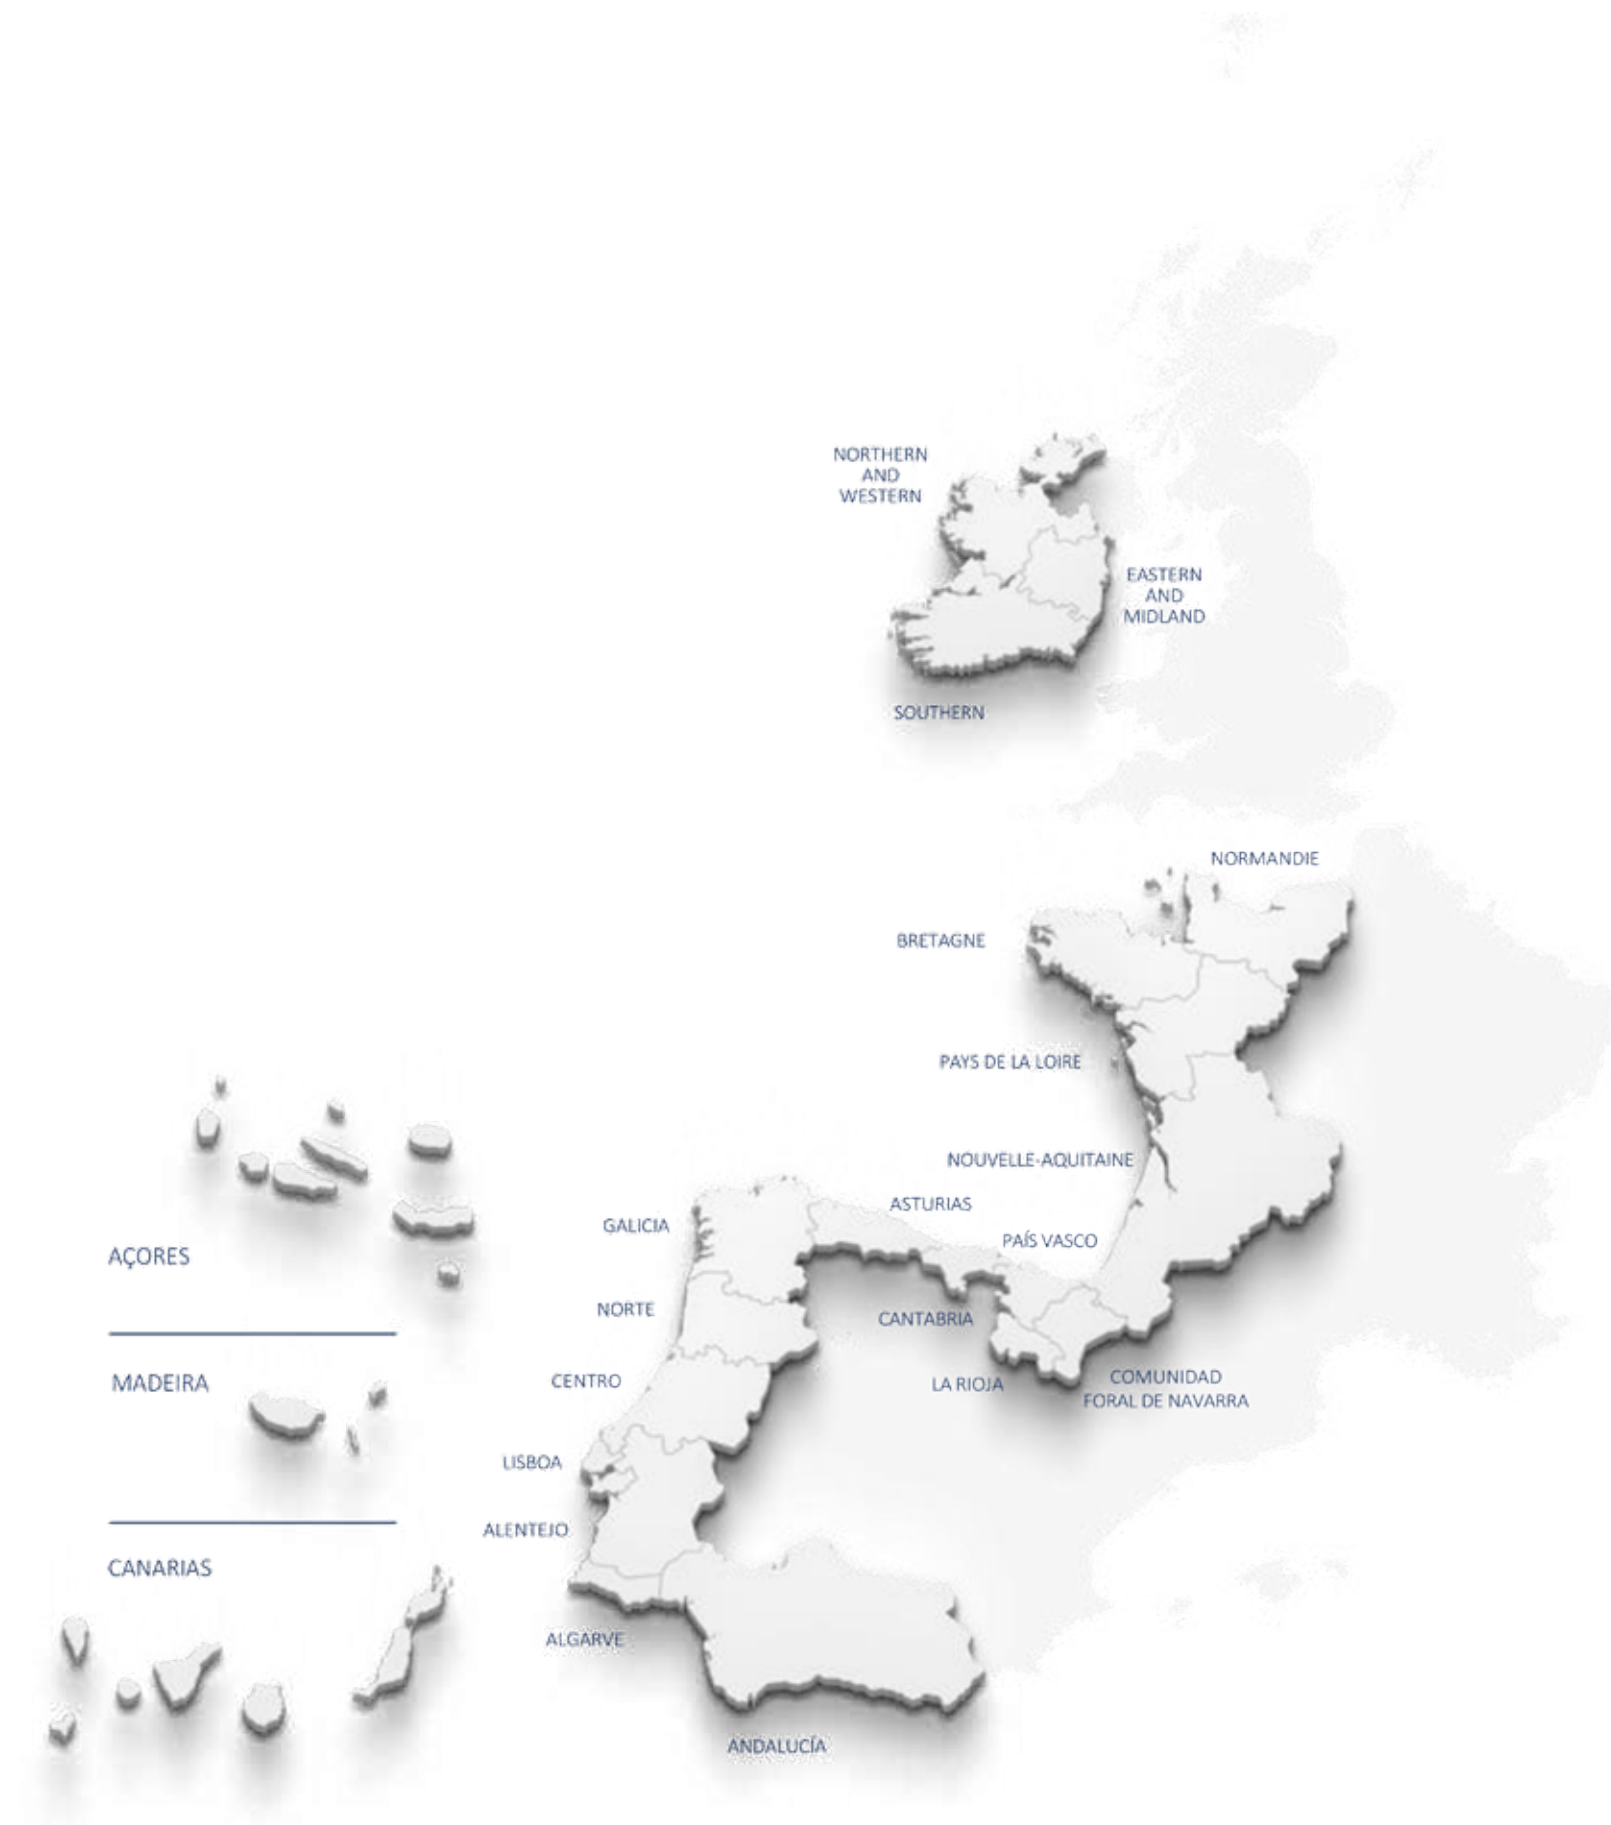 NORTHERN
AND
WESTERN
EASTERN
AND
MIDLAND
SOUTHERN
NORMANDIE
BRETAGNE
PAYS DE LA LOIRE
NOUVELLE-AQUITAINE
ASTURIAS
GALICIA
PAÍS VASCO
AÇORES
NORTE
CANTABRIA
MADEIRA
CENTRO
LA RIOJA
COMUNIDAD
FORAL DE NAVARRA
LISBOA
ALENTEJO
CANARIAS
ALGARVE
ANDALUCÍA